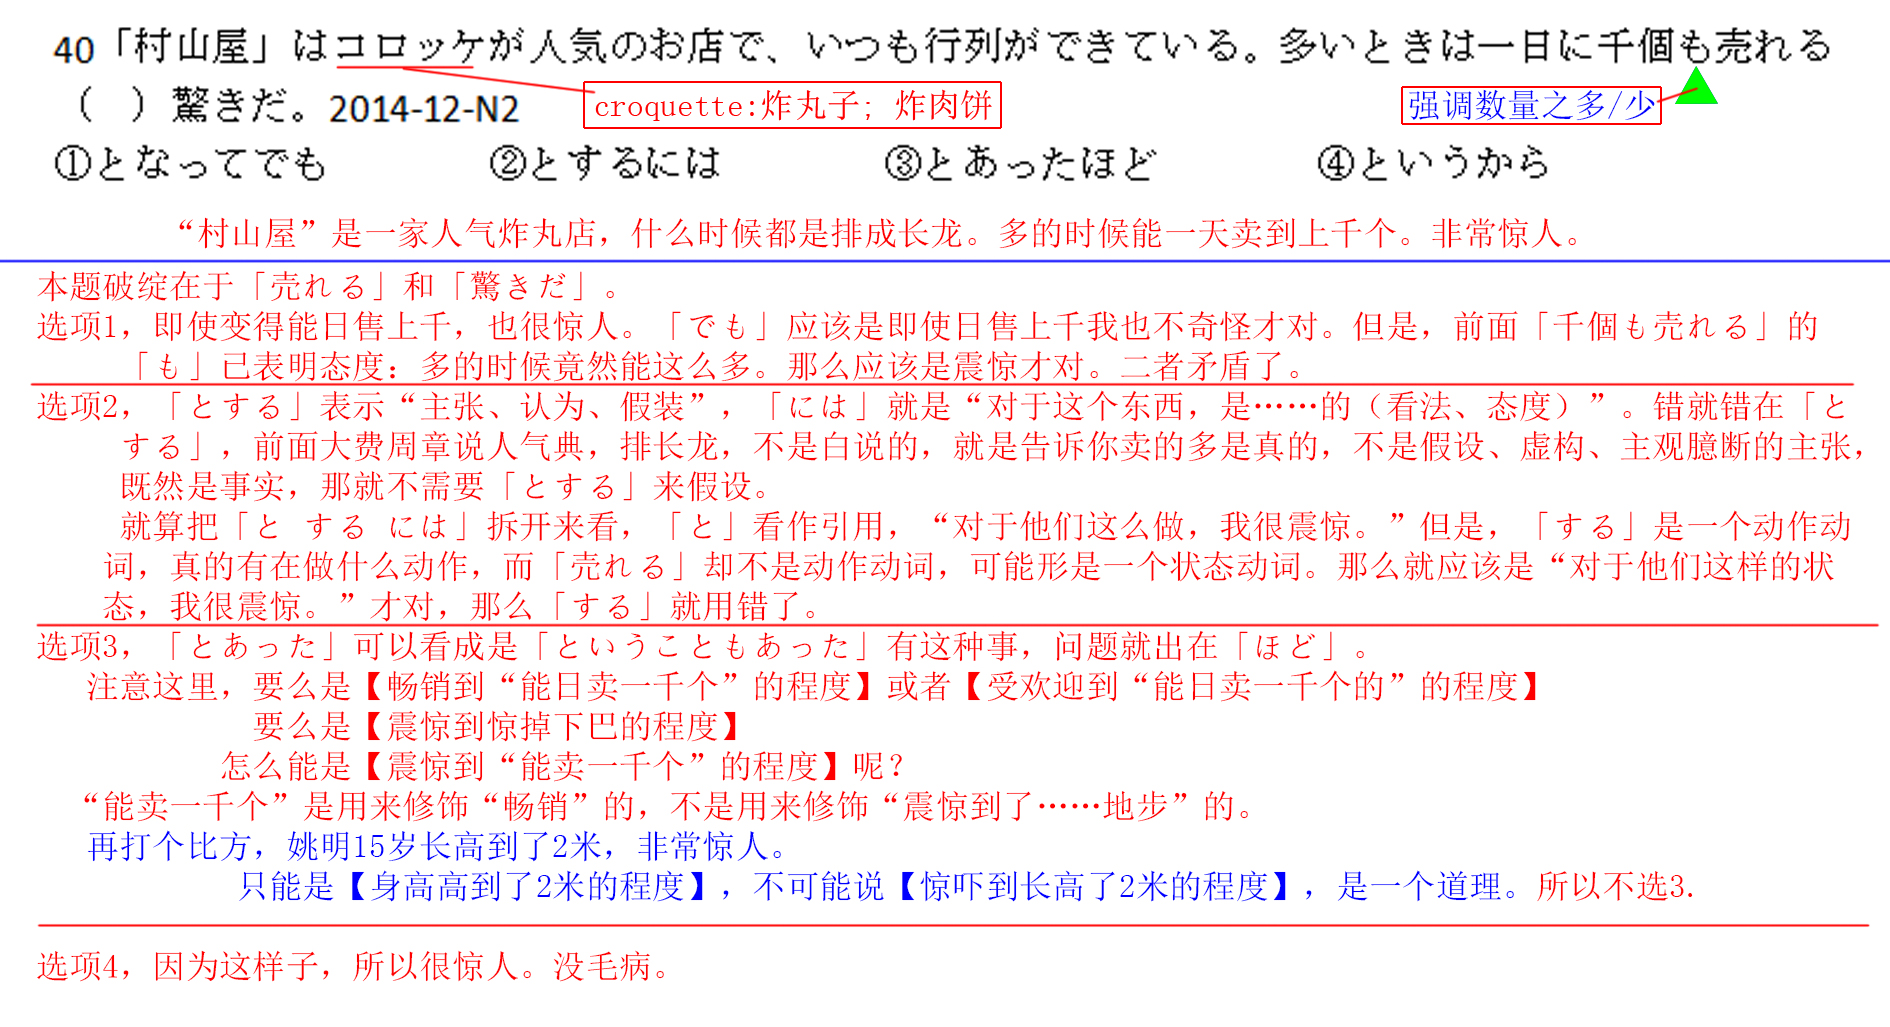 40「村山屋」はコロッケが人気のお店で、いつも行列ができている。多いときは一日に千個も売れる
（　）驚きだ。2014-12-N2
croquette:炸丸子；炸肉饼
强调数量之多/少
①となってでも　②とするには　③とあったほど　④というから
“村山屋”是一家人气炸丸店，什么时候都是排成长龙。多的时候能一天卖到上千个。非常惊人。
本题破绽在于「売れる」和「驚きだ」。
选项1，即使变得能日售上千，也很惊人。「でも」应该是即使日售上千我也不奇怪才对。但是，前面「千個も売れる」的
「も」已表明态度：多的时候竟然能这么多。那么应该是震惊才对。二者矛盾了。
选项2，「とする」表示“主张、认为、假装”，「には」就是“对于这个东西，是……的（看法、态度）”。错就错在「と
する」，前面大费周章说人气典，排长龙，不是白说的，就是告诉你卖的多是真的，不是假设、虚构、主观臆断的主张，
既然是事实，那就不需要「とする」来假设。
就算把「と する には」拆开来看，「と」看作引用，“对于他们这么做，我很震惊。”但是，「する」是一个动作动
词，真的有在做什么动作，而「売れる」却不是动作动词，可能形是一个状态动词。那么就应该是“对于他们这样的状
态，我很震惊。”才对，那么「する」就用错了。
选项3，「とあった」可以看成是「ということもあった」有这种事，问题就出在「ほど」。
注意这里，要么是【畅销到“能日卖一千个”的程度】或者【受欢迎到“能日卖一千个的”的程度】
要么是【震惊到惊掉下巴的程度】
怎么能是【震惊到“能卖一千个”的程度】呢？
“能卖一千个”是用来修饰“畅销”的，不是用来修饰“震惊到了……地步”的。
再打个比方，姚明15岁长高到了2米，非常惊人。
只能是【身高高到了2米的程度】，不可能说【惊吓到长高了2米的程度】，是一个道理。所以不选3.
选项4，因为这样子，所以很惊人。没毛病。